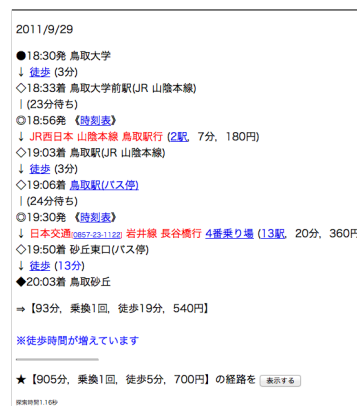 2011/9/29
●18:30発 鳥取大学
↓ 徒歩 (3分)
◇18:33着 鳥取大学前駅(JR 山陰本線)
｜(23分待ち)
◎18:56発 《時刻表》
↓ JR西日本 山陰本線 鳥取駅行 (2駅, 7分, 180円)
◇19:03着 鳥取駅(JR 山陰本線)
↓ 徒歩 (3分)
◇19:06着 鳥取駅(バス停)
｜(24分待ち)
◎19:30発 《時刻表》
↓ 日本交通(0857-23-1122) 岩井線 長谷橋行 4番乗り場 (13駅, 20分, 360円
◇19:50着 砂丘東口(バス停)
↓ 徒歩 (13分)
◆20:03着 鳥取砂丘
⇒【93分, 乗換1回, 徒歩19分, 540円】
※徒歩時間が増えています
★【905分, 乗換1回, 徒歩5分, 700円】の経路を 表示する
探索時間1.16秒